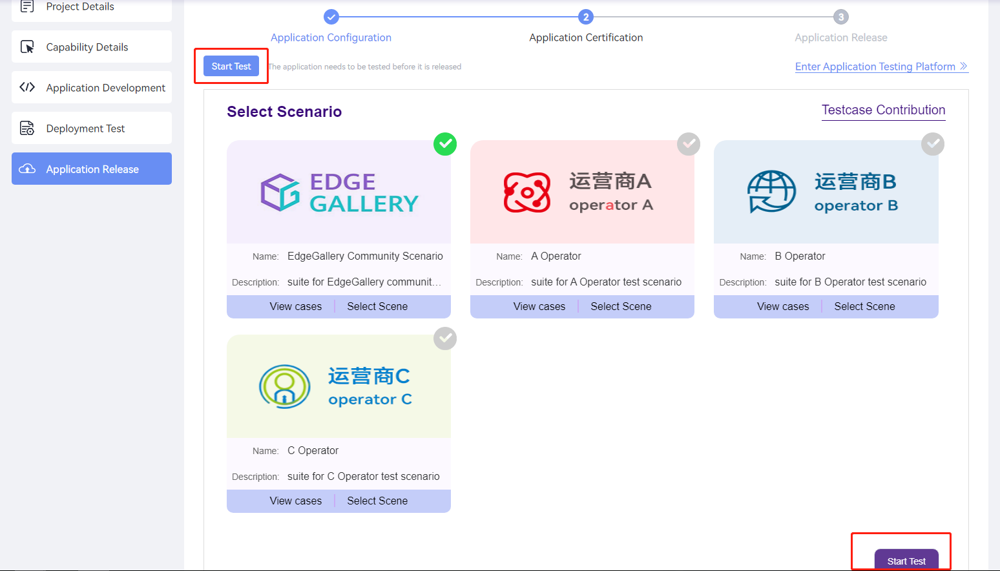 Project Details
Capability Details
Application Development
Deployment Test
Application Release
2
3
Application Configuration
Application Certification
Application Release
Start Test
The application needs to be tested before it is released
Enter Application Testing Platform
Select Scenario
Testcase Contribution
EDGE
GALLERY
Name: EdgeGallery Community Scenario
Description: suite for EdgeGallery communit...
View cases
Select Scene
运营商A
operator A
Name: A Operator
Description: suite for A Operator test scenario
View cases
Select Scene
运营商B
operator B
Name: B Operator
Description: suite for B Operator test scenario
View cases
Select Scene
运营商C
operator C
Name: C Operator
Description: suite for C Operator test scenario
View cases
Select Scene
Start Test